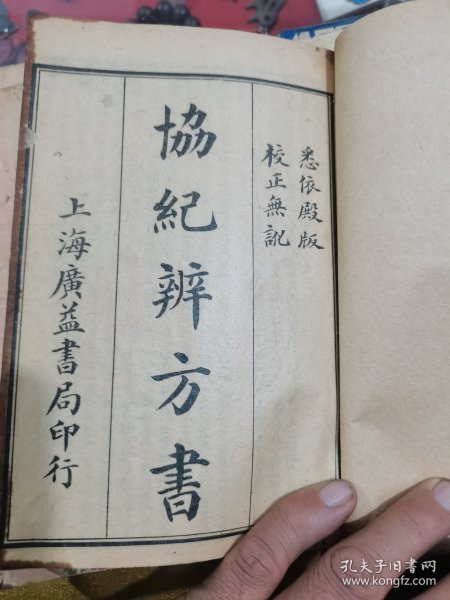 悉依殿版
校正無訛
協紀辨方書
上海廣益書局印行
孔夫子旧书网
www.kongfz.com